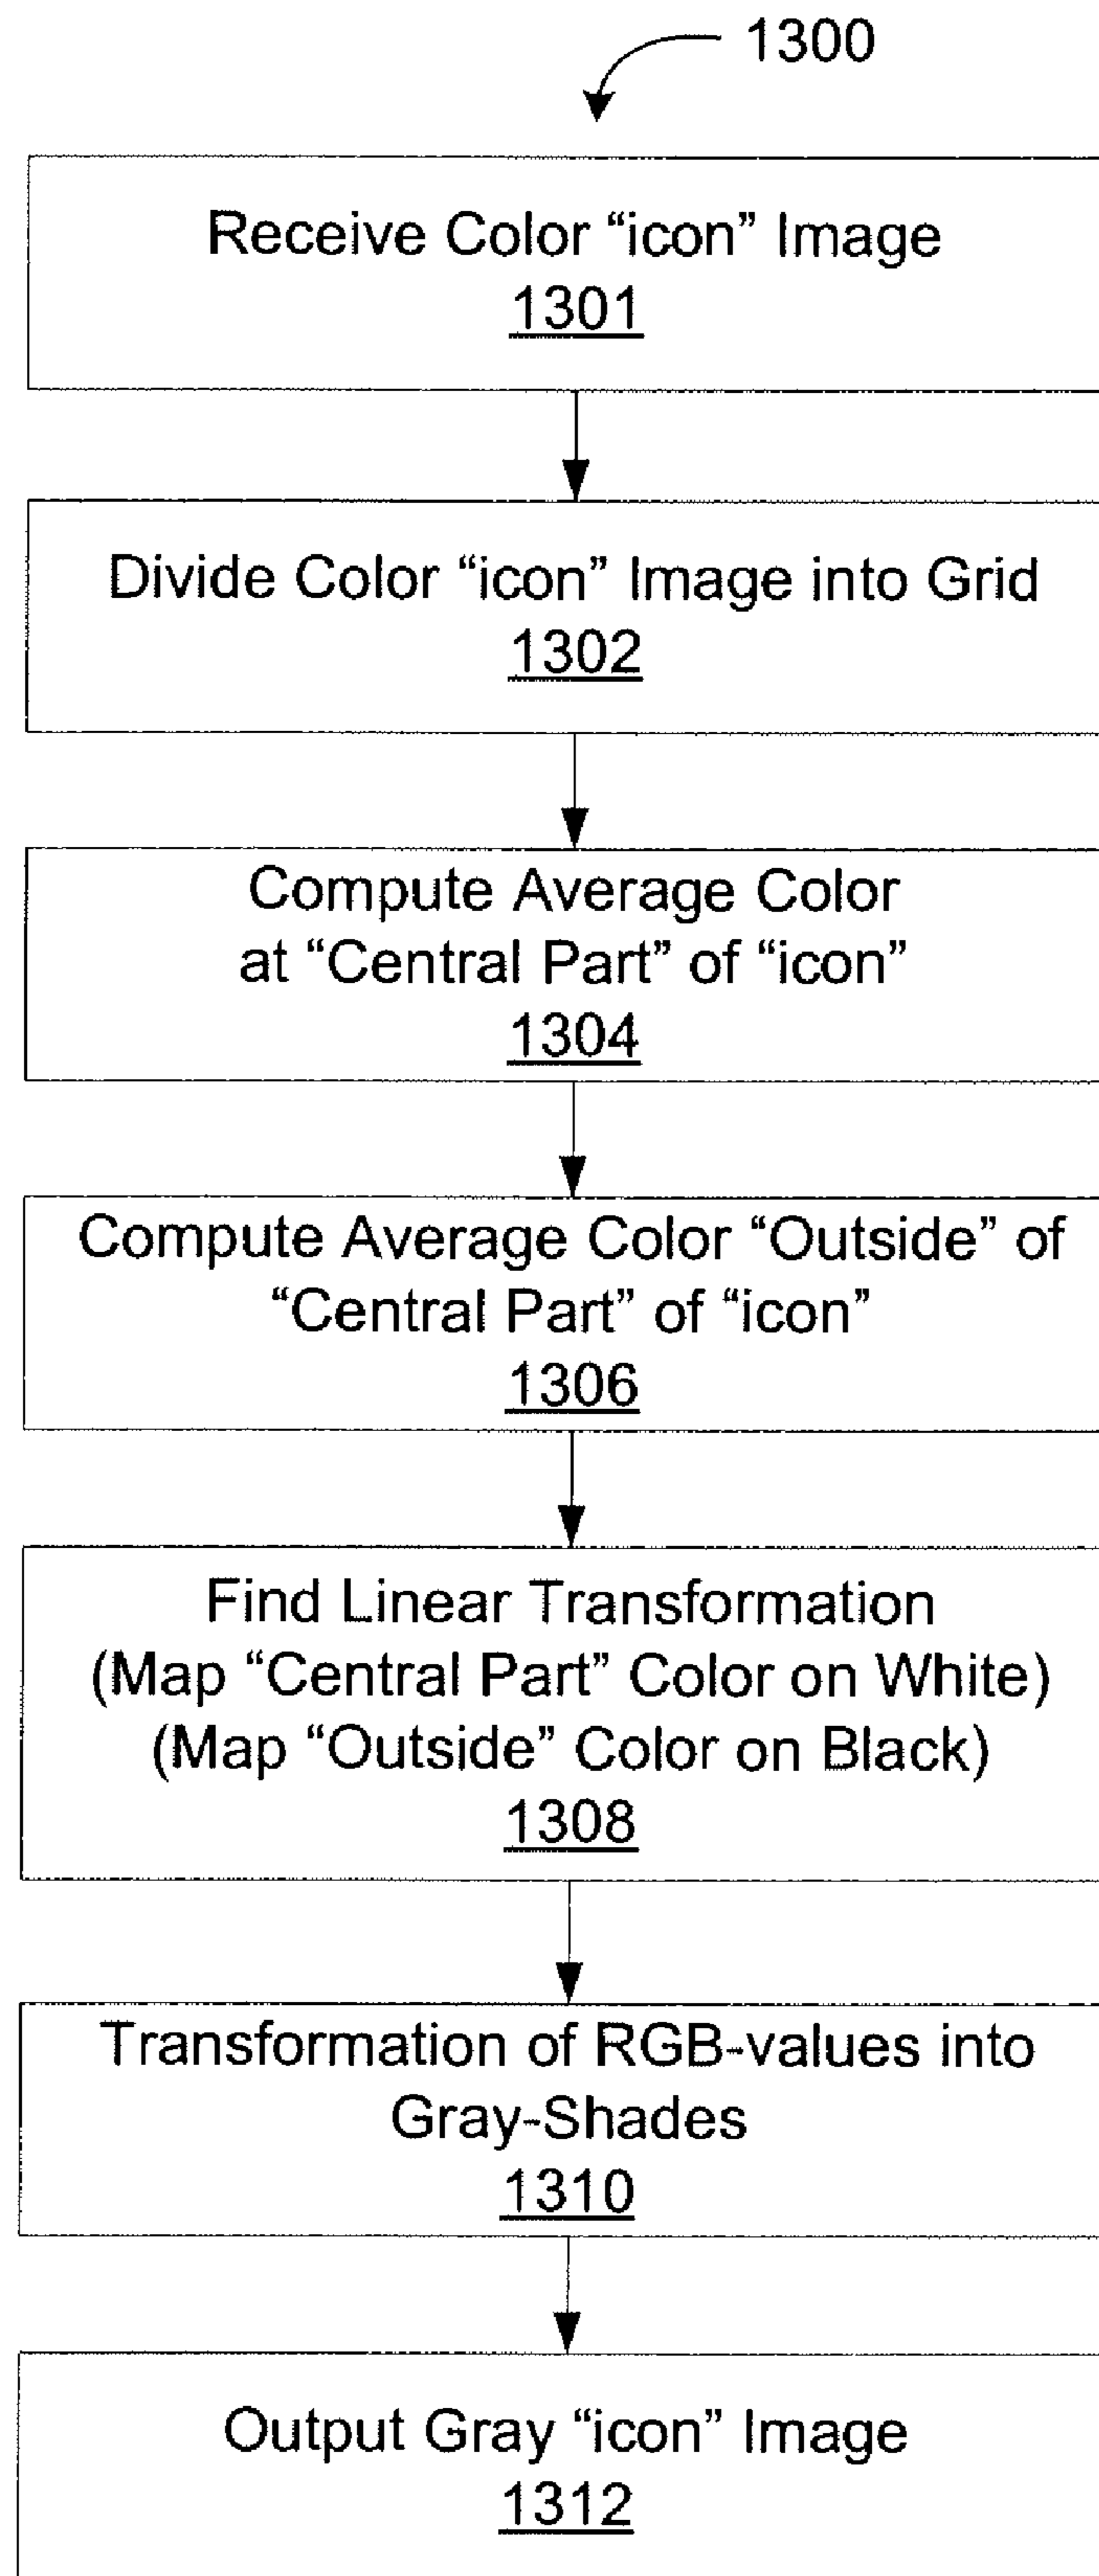 1300
Receive Color “icon” Image
1301
Divide Color “icon” Image into Grid
1302
Compute Average Color
at “Central Part” of “icon”
1304
Compute Average Color “Outside” of
“Central Part” of “icon”
1306
Find Linear Transformation
(Map “Central Part” Color on White)
(Map “Outside” Color on Black)
1308
Transformation of RGB-values into
Gray-Shades
1310
Output Gray “icon” Image
1312